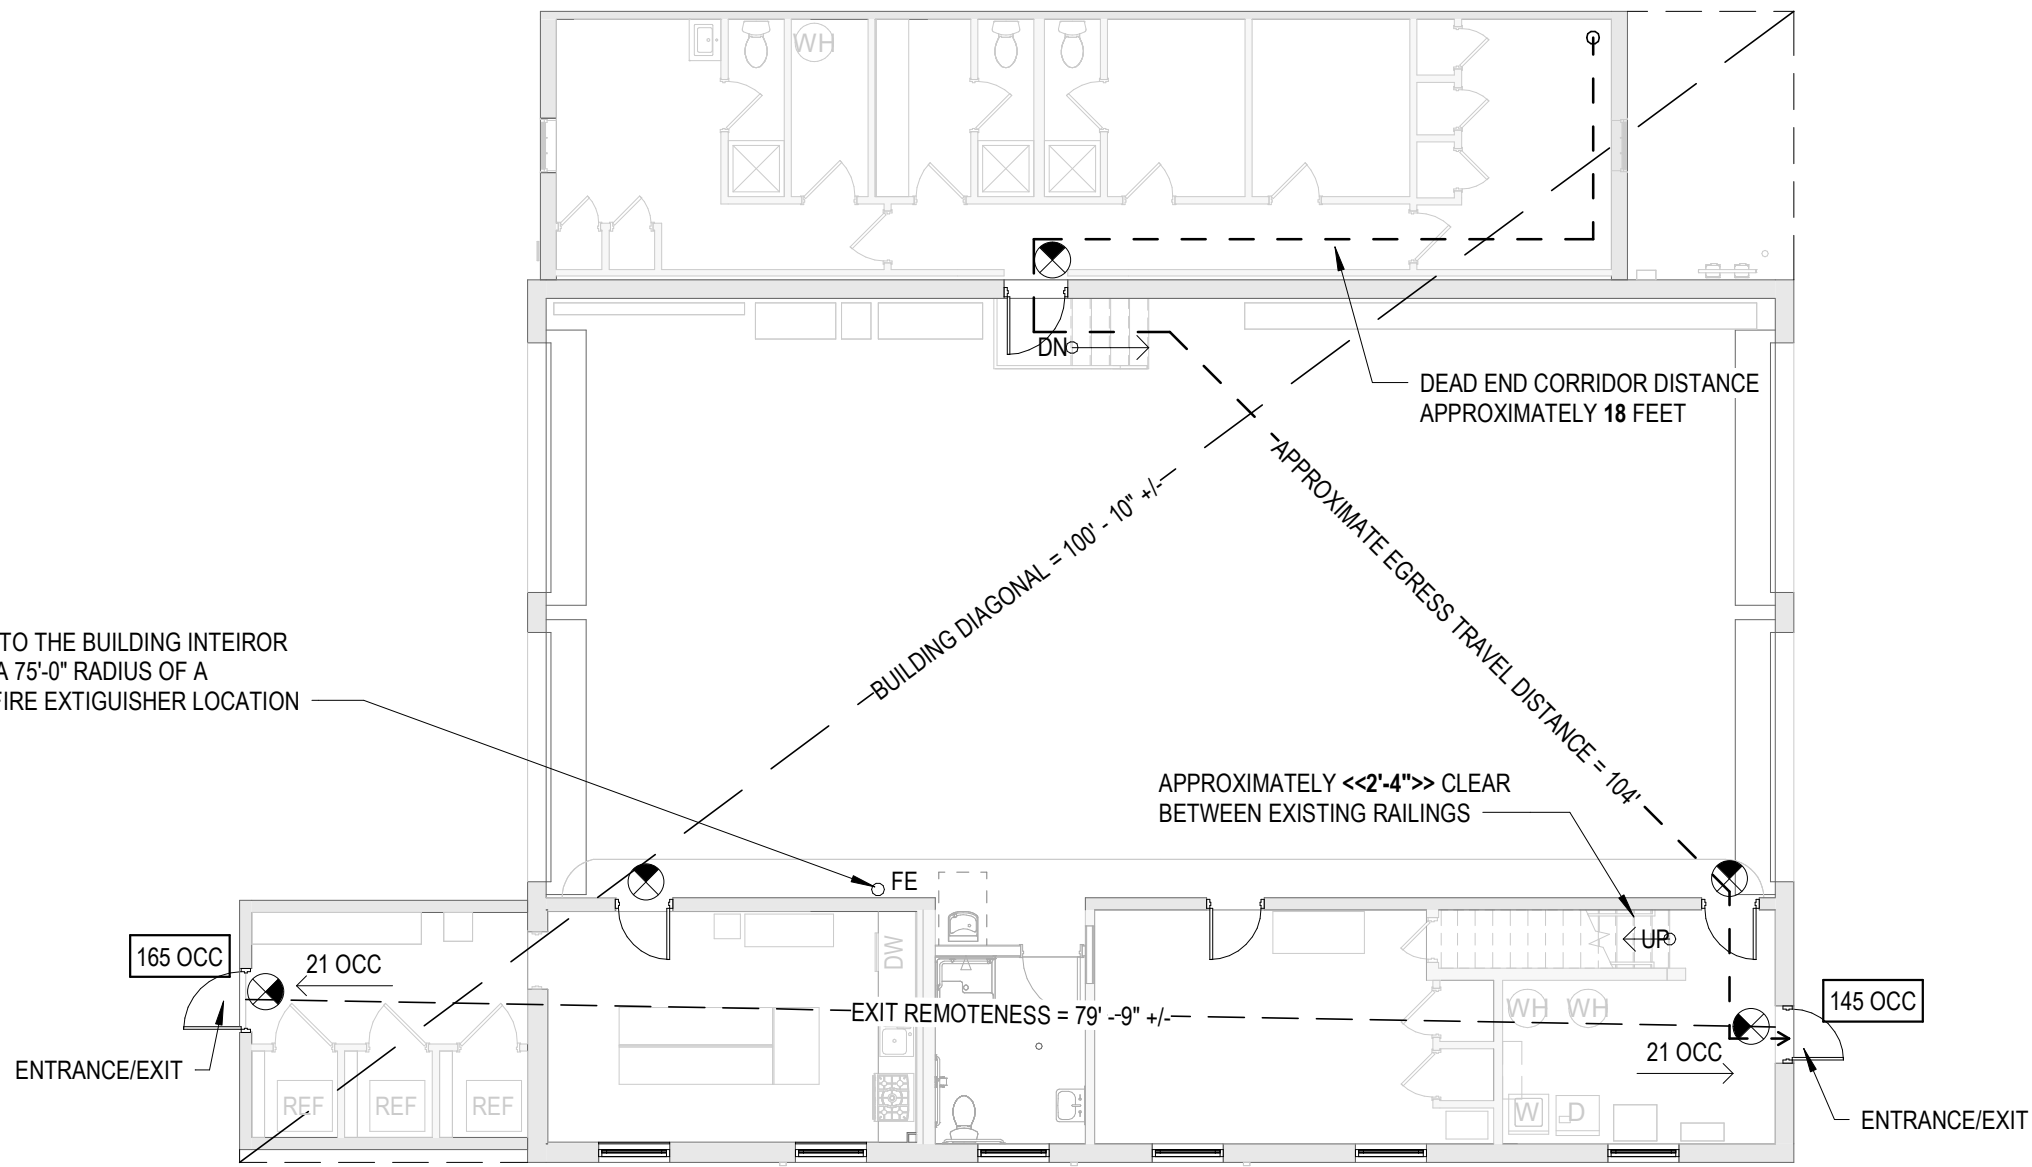 WH
DN
DEAD END CORRIDOR DISTANCE
APPROXIMATELY 18 FEET
APPROXIMATE EGRESS TRAVEL DISTANCE = 104'
BUILDING DIAGONAL = 100' - 10" +/-
TO THE BUILDING INTEIROR
A 75'-0" RADIUS OF A
FIRE EXTIGUISHER LOCATION
APPROXIMATELY <<2'-4">> CLEAR
BETWEEN EXISTING RAILINGS
FE
165 OCC
21 OCC
DW
UP
EXIT REMOTENESS = 79' - 9" +/-
WH
WH
145 OCC
21 OCC
ENTRANCE/EXIT
REF
REF
REF
W
D
ENTRANCE/EXIT